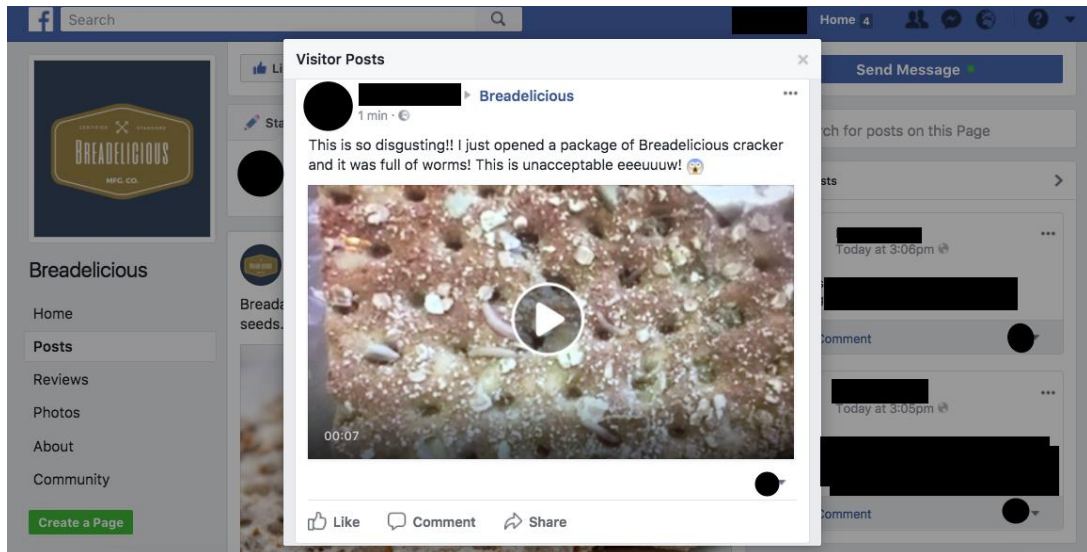 Search
Home 4
Li
Visitor Posts
Send Message
Breadelicious
1 min
Sta
ch for posts on this Page
This is so disgusting!! I just opened a package of Breadelicious cracker
and it was full of worms! This is unacceptable eeeuuuw! 😱
CERTIFIED STANDARD
BREADELICIOUS
MFG. CO.
sts
Today at 3:06pm
Breadelicious
Breada
seeds.
Home
Posts
Reviews
Photos
About
Community
Create a Page
00:07
omment
Today at 3:05pm
omment
Like Comment Share